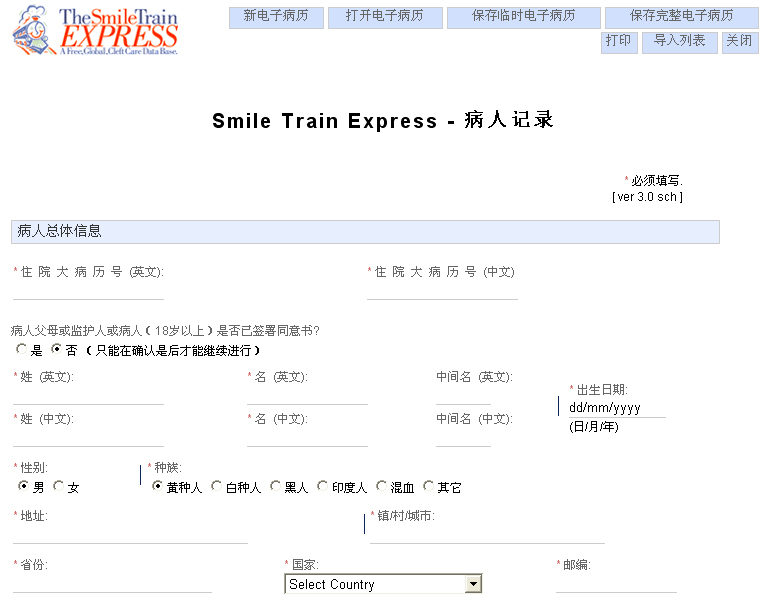 TheSmileTrain
EXPRESS
A Free, Global, Cleft Care Data Base.
新电子病历 打开电子病历 保存临时电子病历 保存完整电子病历
打印 导入列表 关闭
Smile Train Express - 病人记录
* 必须填写.
[ ver 3.0 sch ]
病人总体信息
* 住 院 大 病 历 号 (英文): * 住 院 大 病 历 号 (中文)
病人父母或监护人或病人（18岁以上）是否已签署同意书?
是 否 （只能在确认是后才能继续进行）
* 姓 (英文): * 名 (英文): 中间名 (英文): * 出生日期:
dd/mm/yyyy
* 姓 (中文): * 名 (中文): 中间名 (中文): (日/月/年)
* 性别: * 种族:
男 女 黄种人 白种人 黑人 印度人 混血 其它
* 地址: * 镇/村/城市:
* 省份: * 国家: * 邮编:
Select Country